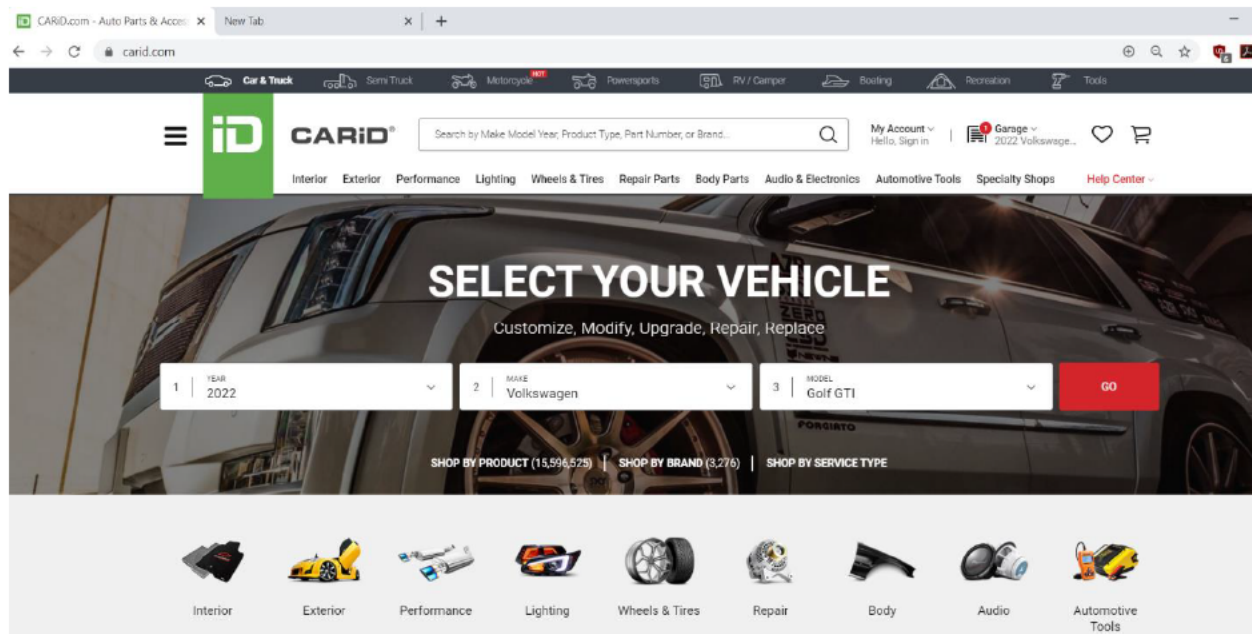 CARiD.com - Auto Parts & Acces
New Tab
carid.com
Car & Truck
Semi Truck
Motorcycle
HOT
Powersports
RV / Camper
Boating
Recreation
Tools
iD
CARiD®
Search by Make Model Year, Product Type, Part Number, or Brand...
My Account
Hello, Sign in
1
Garage
2022 Volkswage...
Interior Exterior Performance Lighting Wheels & Tires Repair Parts Body Parts Audio & Electronics Automotive Tools Specialty Shops Help Center
SELECT YOUR VEHICLE
Customize, Modify, Upgrade, Repair, Replace
1 YEAR 2022
2 MAKE Volkswagen
3 MODEL Golf GTI
GO
FORGIATO
SHOP BY PRODUCT (15,596,525) | SHOP BY BRAND (3,276) | SHOP BY SERVICE TYPE
Interior
Exterior
Performance
Lighting
Wheels & Tires
Repair
Body
Audio
Automotive
Tools